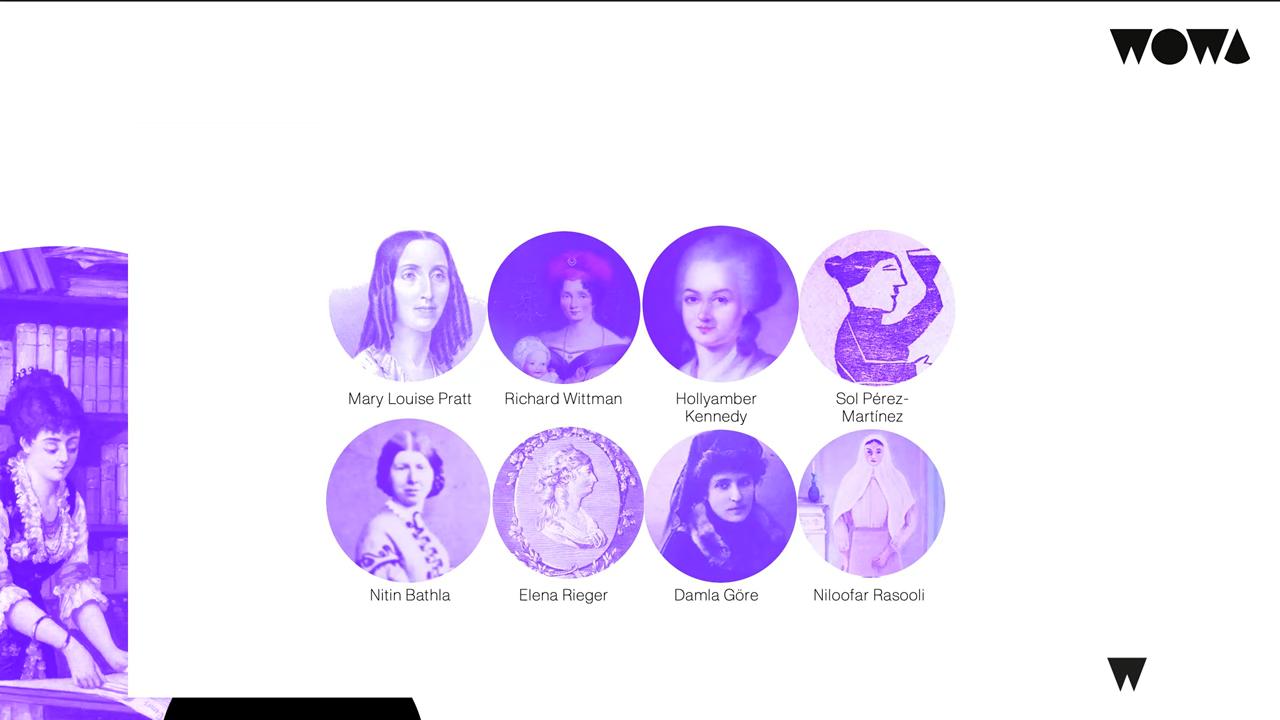 WOWA
Mary Louise Pratt
Richard Wittman
Hollyamber
Kennedy
Sol Pérez-
Martínez
Nitin Bathla
Elena Rieger
Damla Göre
Niloofar Rasooli
W